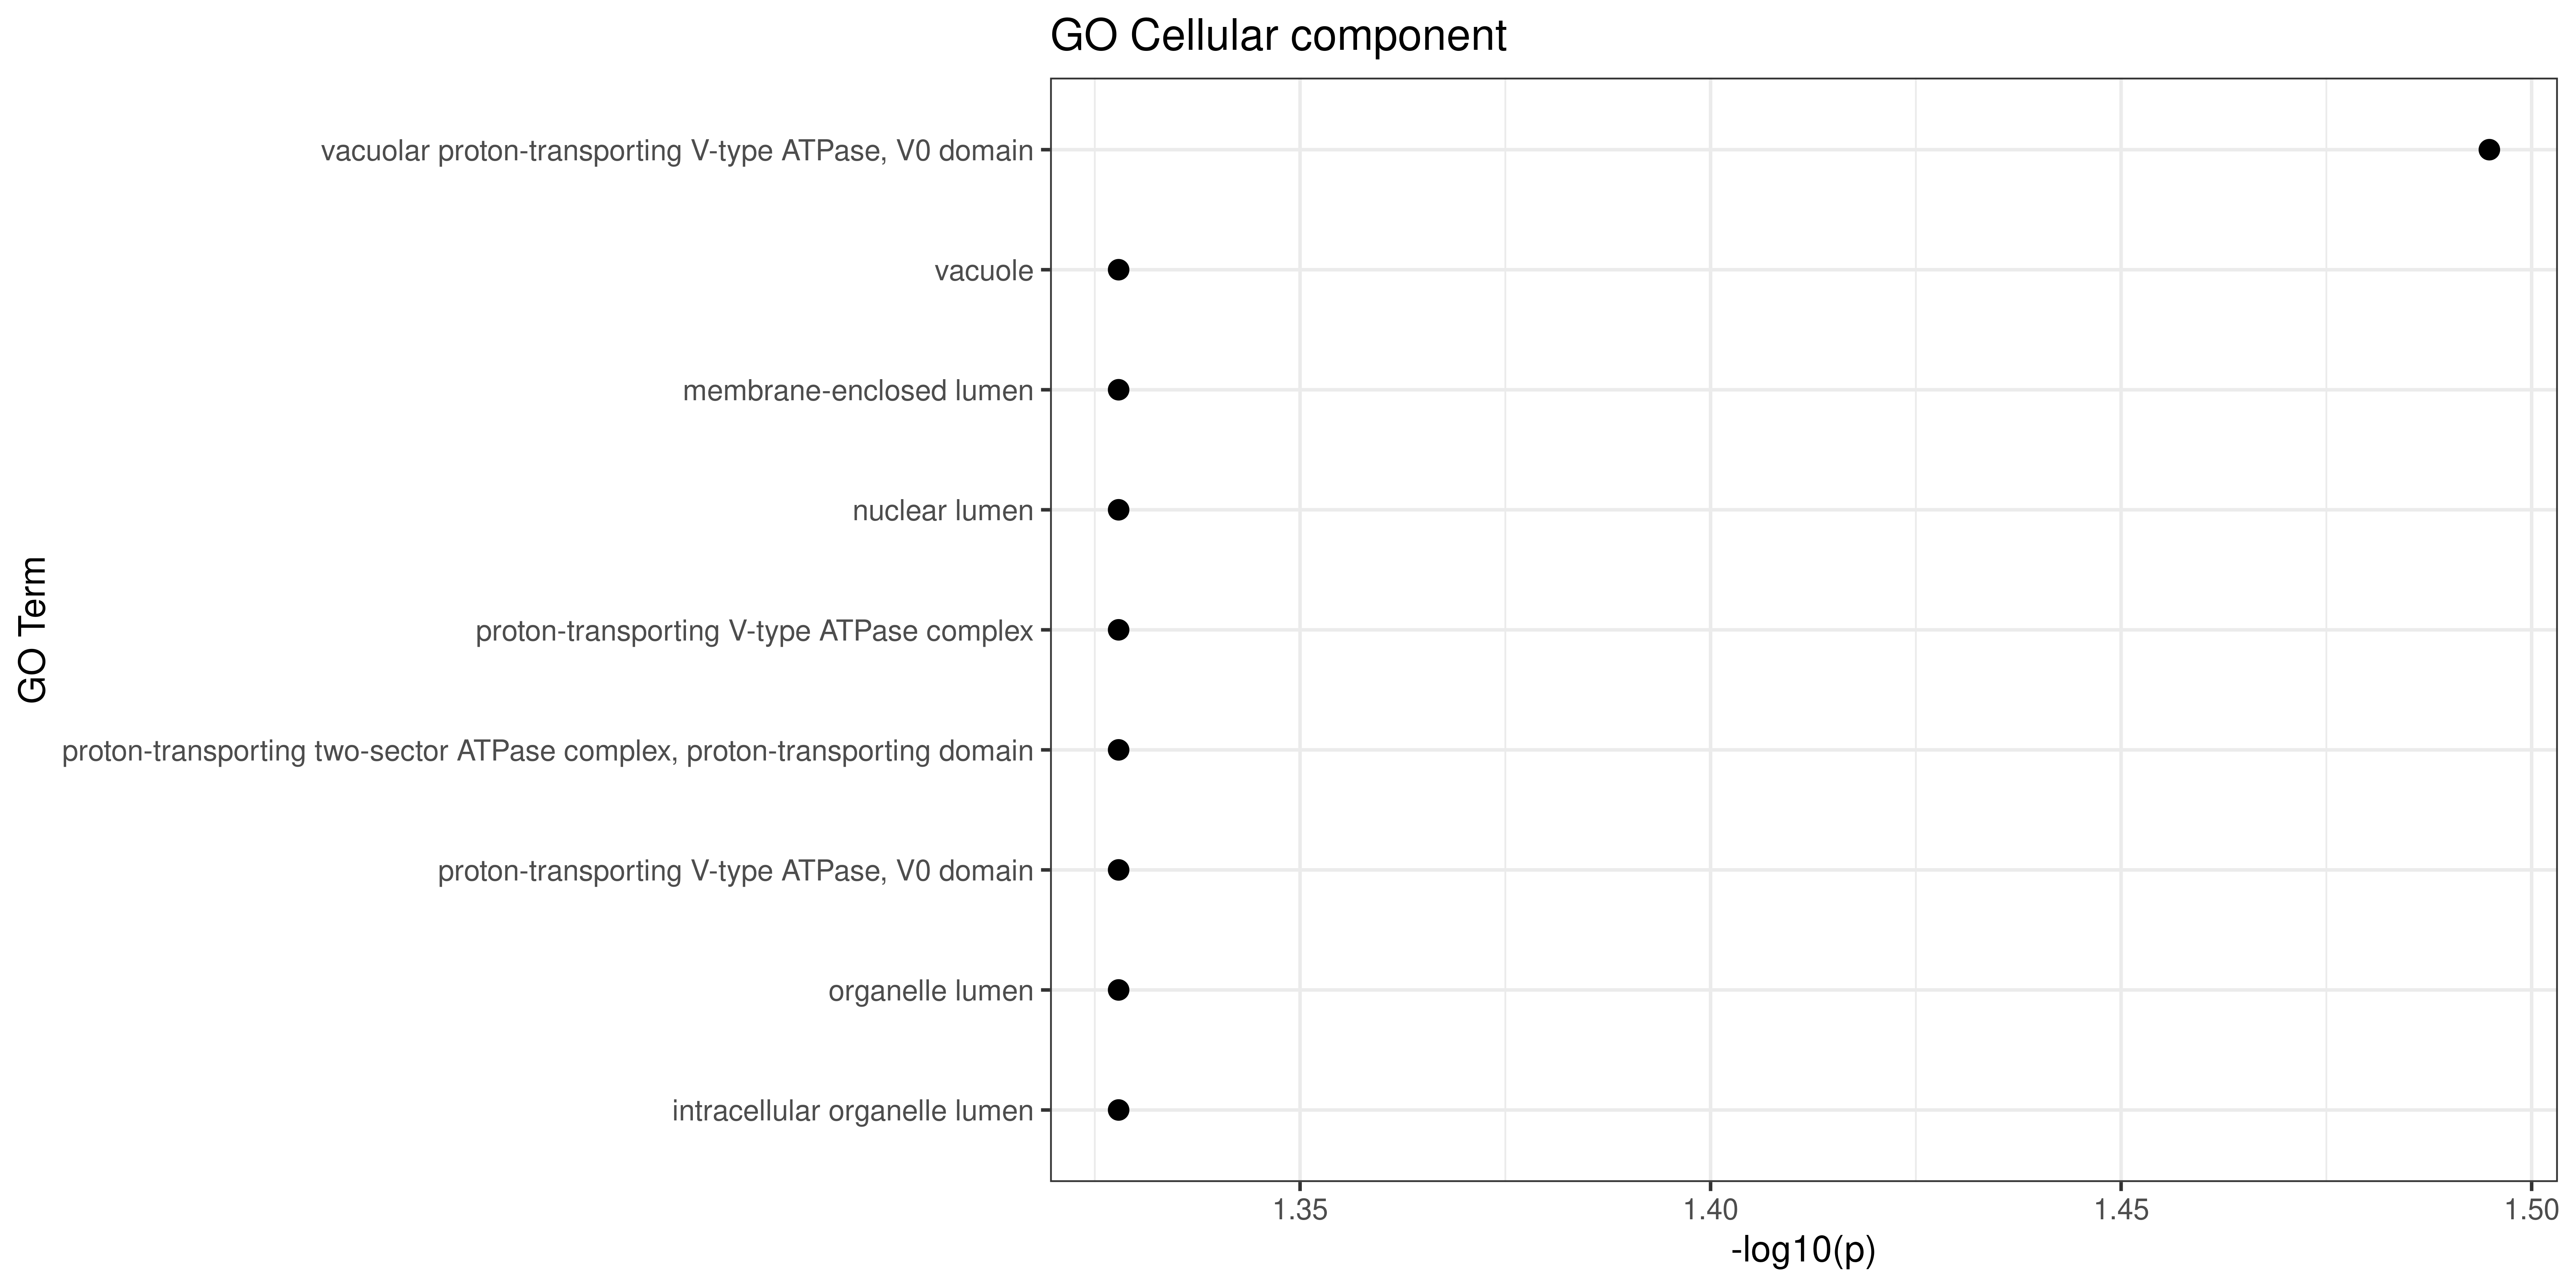 GO Cellular component
GO Term
vacuolar proton-transporting V-type ATPase, V0 domain
vacuole
membrane-enclosed lumen
nuclear lumen
proton-transporting V-type ATPase complex
proton-transporting two-sector ATPase complex, proton-transporting domain
proton-transporting V-type ATPase, V0 domain
organelle lumen
intracellular organelle lumen
1.35 1.40 1.45 1.50
-log10(p)